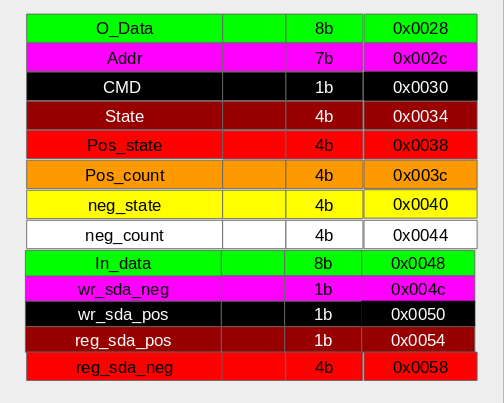 O_Data 8b 0x0028
Addr 7b 0x002c
CMD 1b 0x0030
State 4b 0x0034
Pos_state 4b 0x0038
Pos_count 4b 0x003c
neg_state 4b 0x0040
neg_count 4b 0x0044
In_data 8b 0x0048
wr_sda_neg 1b 0x004c
wr_sda_pos 1b 0x0050
reg_sda_pos 1b 0x0054
reg_sda_neg 4b 0x0058